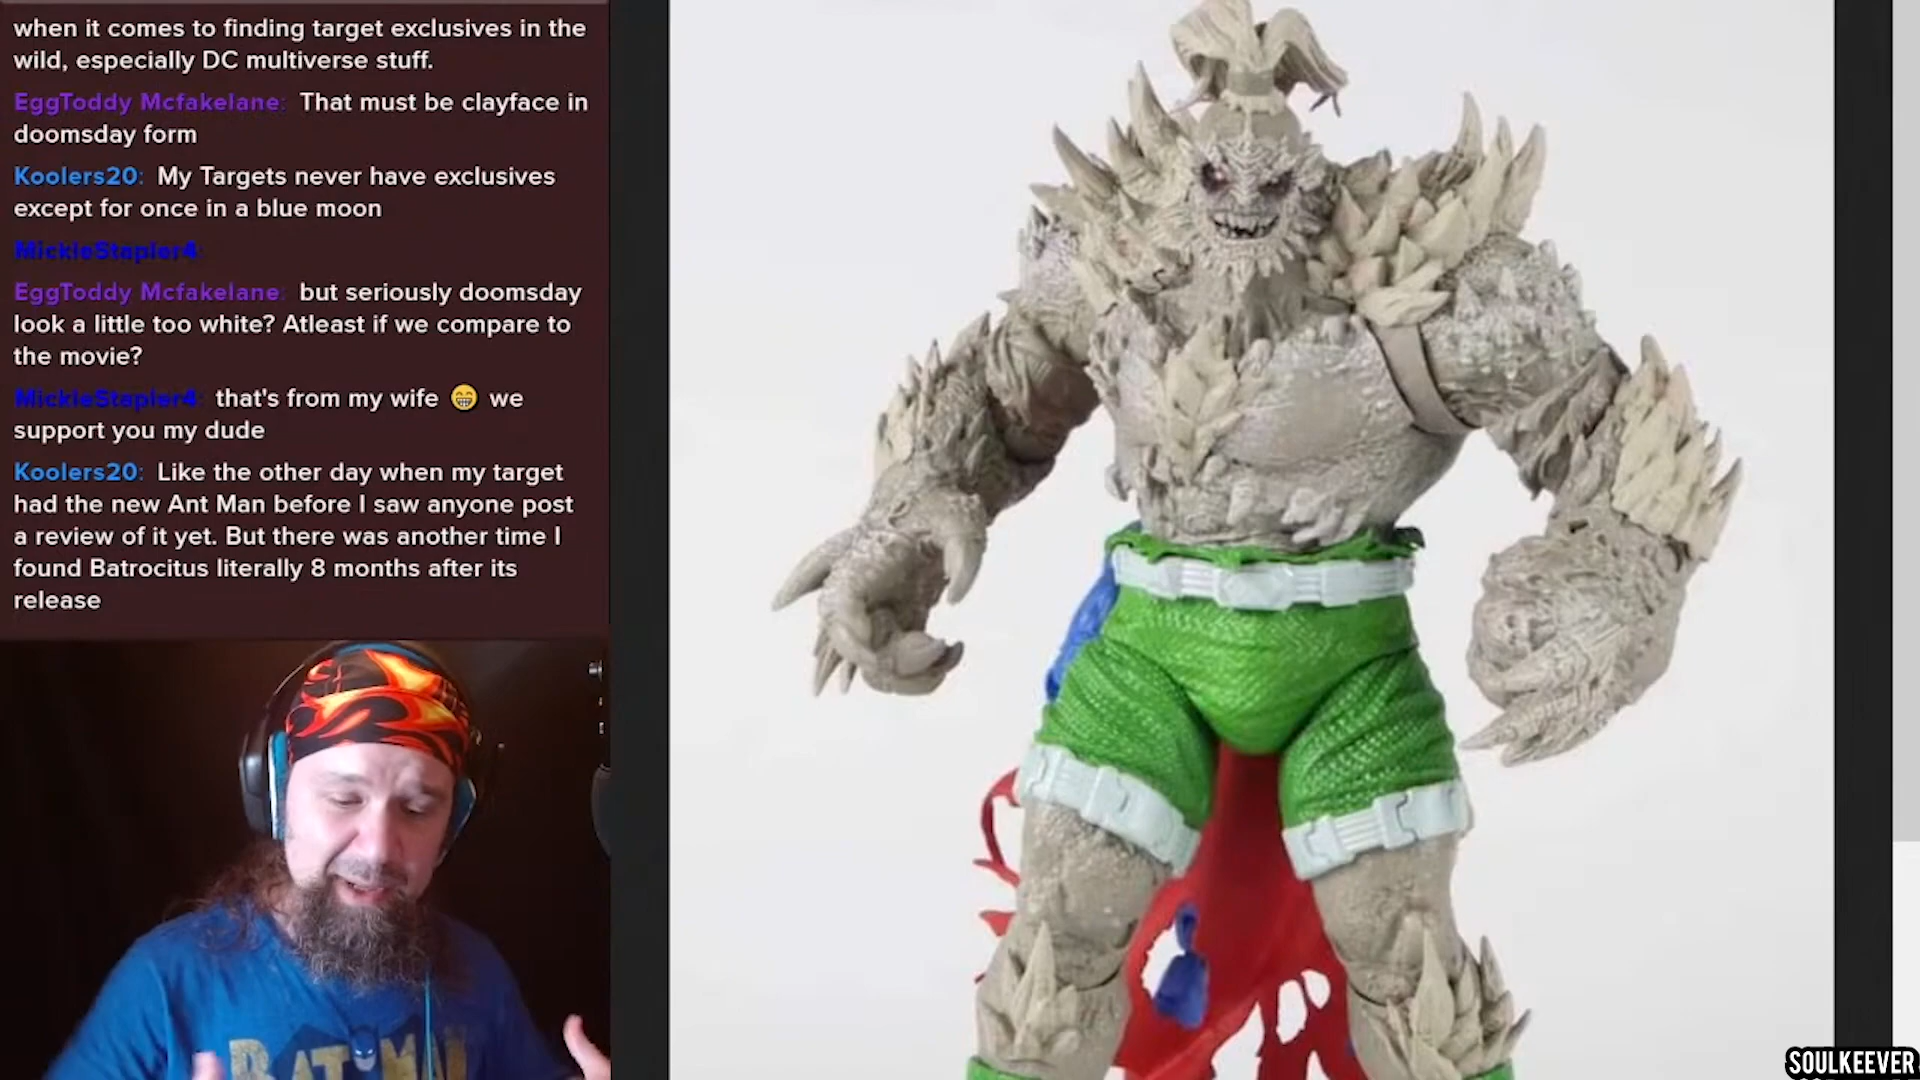 when it comes to finding target exclusives in the
wild, especially DC multiverse stuff.
EggToddy Mcfakelane: That must be clayface in
doomsday form
Koolers20: My Targets never have exclusives
except for once in a blue moon
MickieStapler4:
EggToddy Mcfakelane: but seriously doomsday
look a little too white? Atleast if we compare to
the movie?
MickieStapler4: that's from my wife 😁 we
support you my dude
Koolers20: Like the other day when my target
had the new Ant Man before I saw anyone post
a review of it yet. But there was another time I
found Batrocitus literally 8 months after its
release
BATMAN
SOULKEEVER